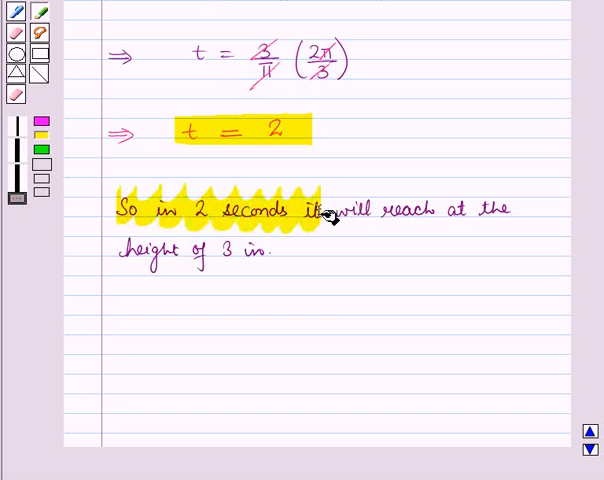 ⇒ t = 3/π (2π/3)
⇒ t = 2
So in 2 seconds it will reach at the
height of 3 in.